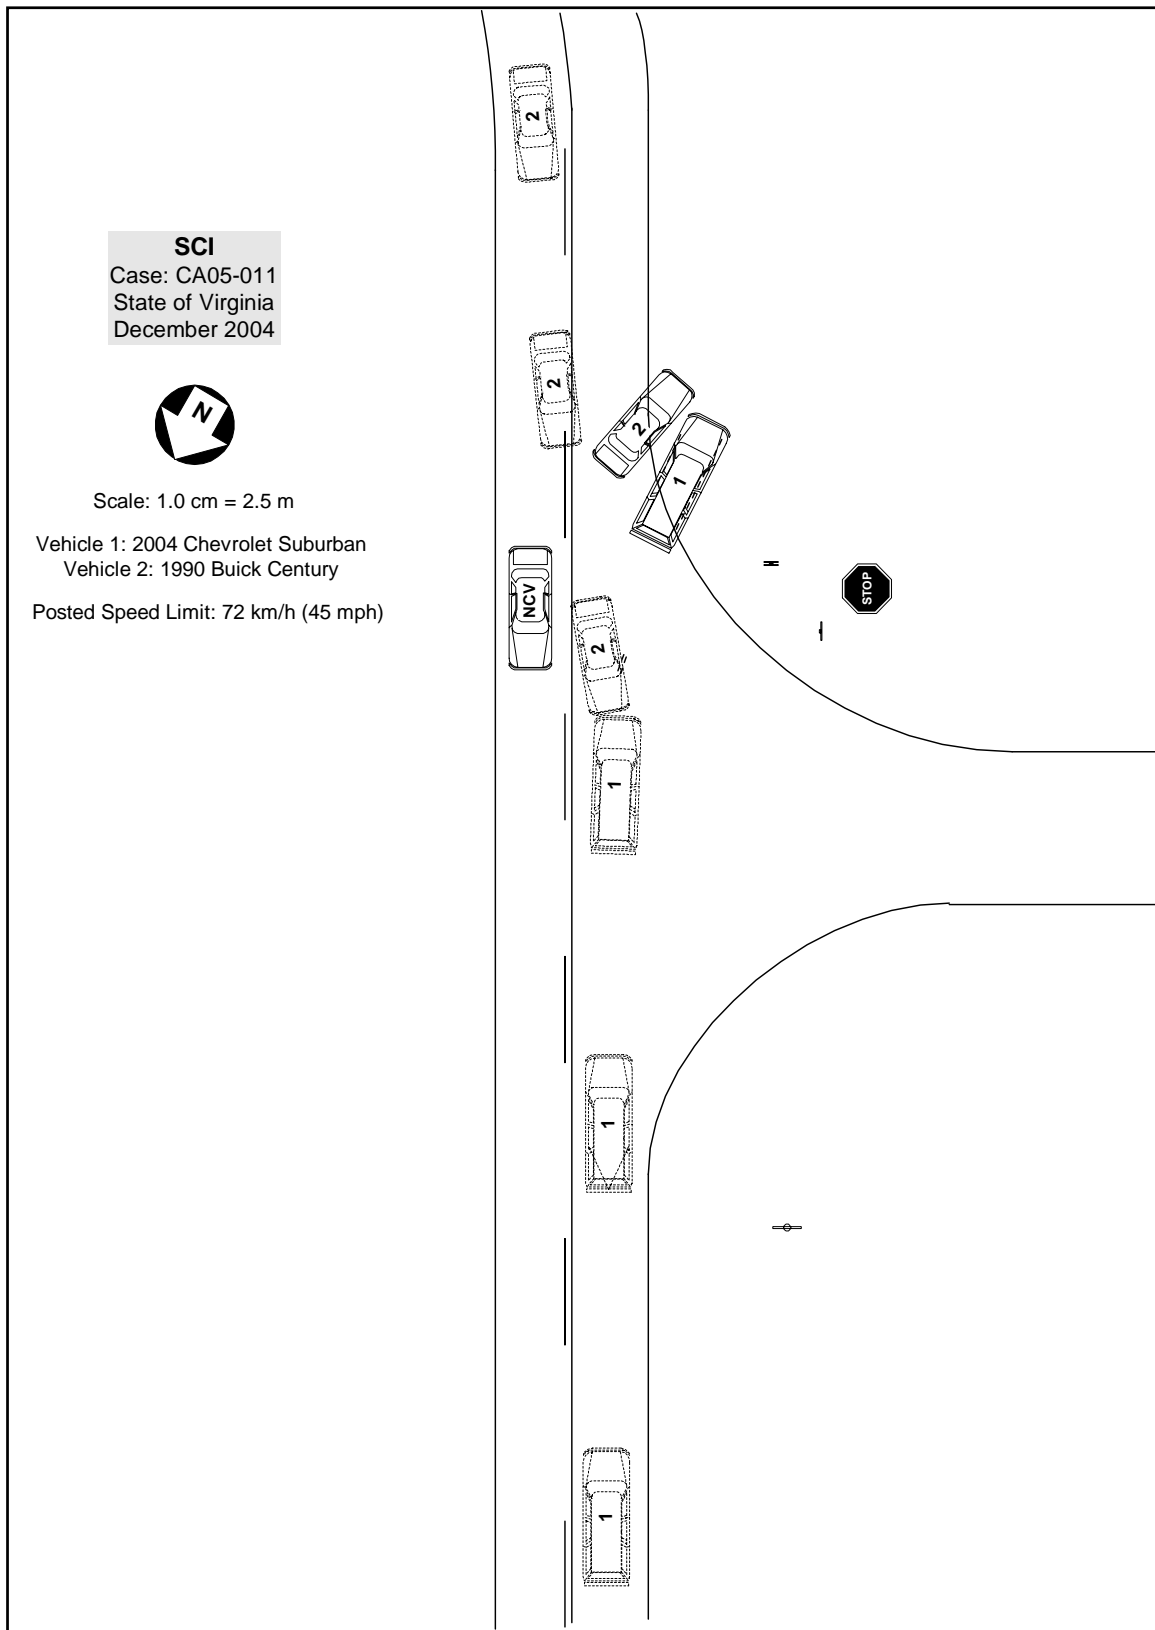 SCI
Case: CA05-011
State of Virginia
December 2004
N
Scale: 1.0 cm = 2.5 m
Vehicle 1: 2004 Chevrolet Suburban
Vehicle 2: 1990 Buick Century
Posted Speed Limit: 72 km/h (45 mph)
2
2
2
1
NCV
STOP
2
1
1
1